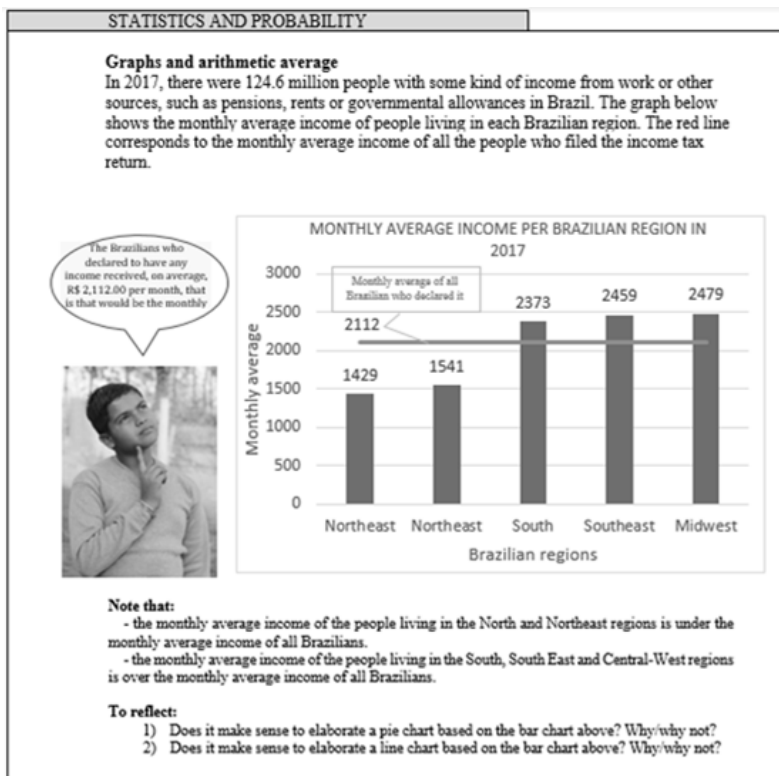 STATISTICS AND PROBABILITY
Graphs and arithmetic average
In 2017, there were 124.6 million people with some kind of income from work or other
sources, such as pensions, rents or governmental allowances in Brazil. The graph below
shows the monthly average income of people living in each Brazilian region. The red line
corresponds to the monthly average income of all the people who filed the income tax
return.
The Brazilians who
declared to have any
income received, on average,
R$ 2,112.00 per month, that
is that would be the monthly
MONTHLY AVERAGE INCOME PER BRAZILIAN REGION IN
2017
Monthly average of all
Brazilian who declared it
Monthly average
3000
2500
2000
1500
1000
500
0
2112
1429
1541
2373
2459
2479
Northeast Northeast South Southeast Midwest
Brazilian regions
Note that:
- the monthly average income of the people living in the North and Northeast regions is under the
monthly average income of all Brazilians.
- the monthly average income of the people living in the South, South East and Central-West regions
is over the monthly average income of all Brazilians.
To reflect:
1) Does it make sense to elaborate a pie chart based on the bar chart above? Why/why not?
2) Does it make sense to elaborate a line chart based on the bar chart above? Why/why not?